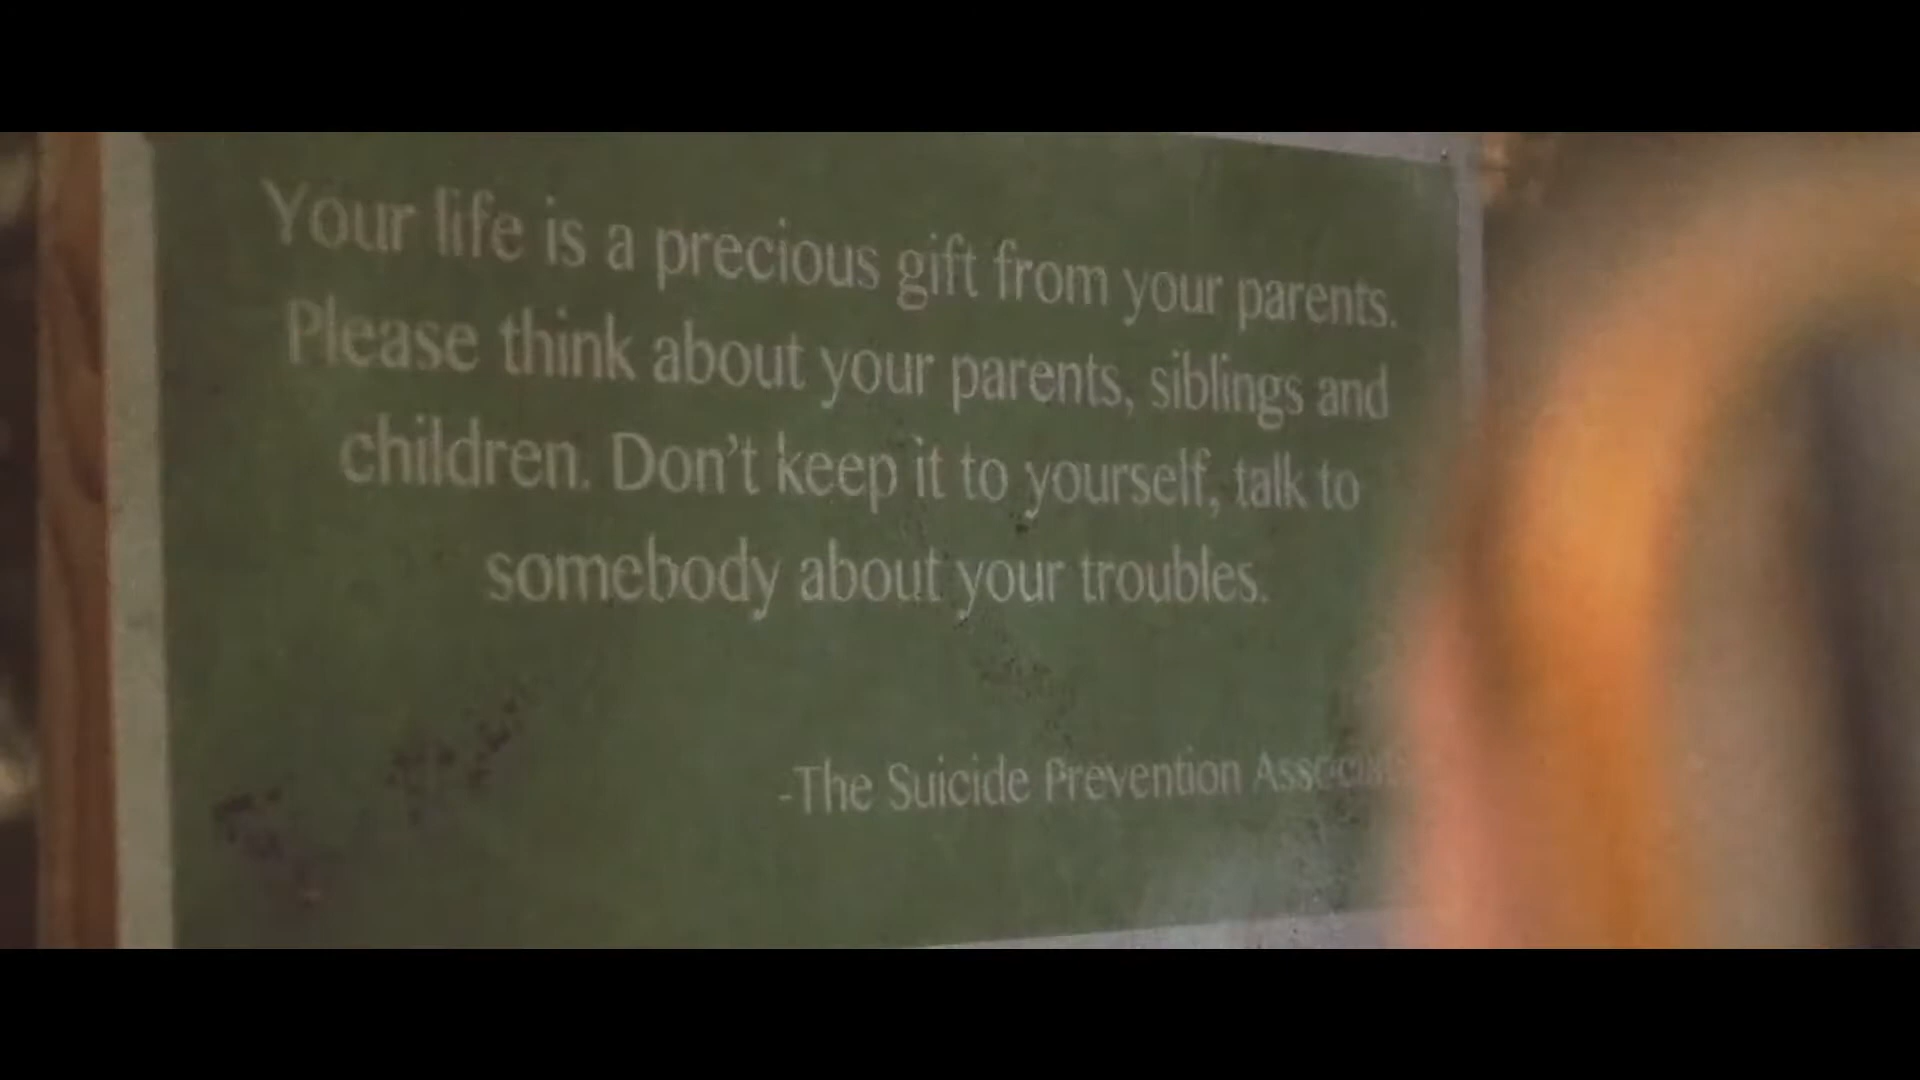 Your life is a precious gift from your parents.
Please think about your parents, siblings and
children. Don't keep it to yourself, talk to
somebody about your troubles.
-The Suicide Prevention